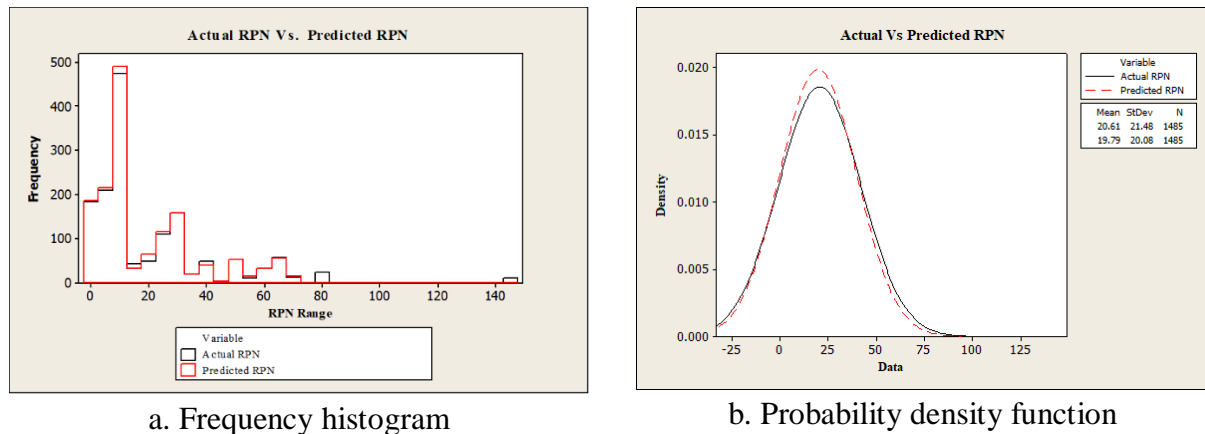 Actual RPN Vs. Predicted RPN
Frequency
500
400
300
200
100
0
0 20 40 60 80 100 120 140
RPN Range
Variable
Actual RPN
Predicted RPN
a. Frequency histogram
Actual Vs Predicted RPN
Density
0.020
0.015
0.010
0.005
0.000
-25 0 25 50 75 100 125
Data
Variable
Actual RPN
Predicted RPN
Mean StDev N
20.61 21.48 1485
19.79 20.08 1485
b. Probability density function